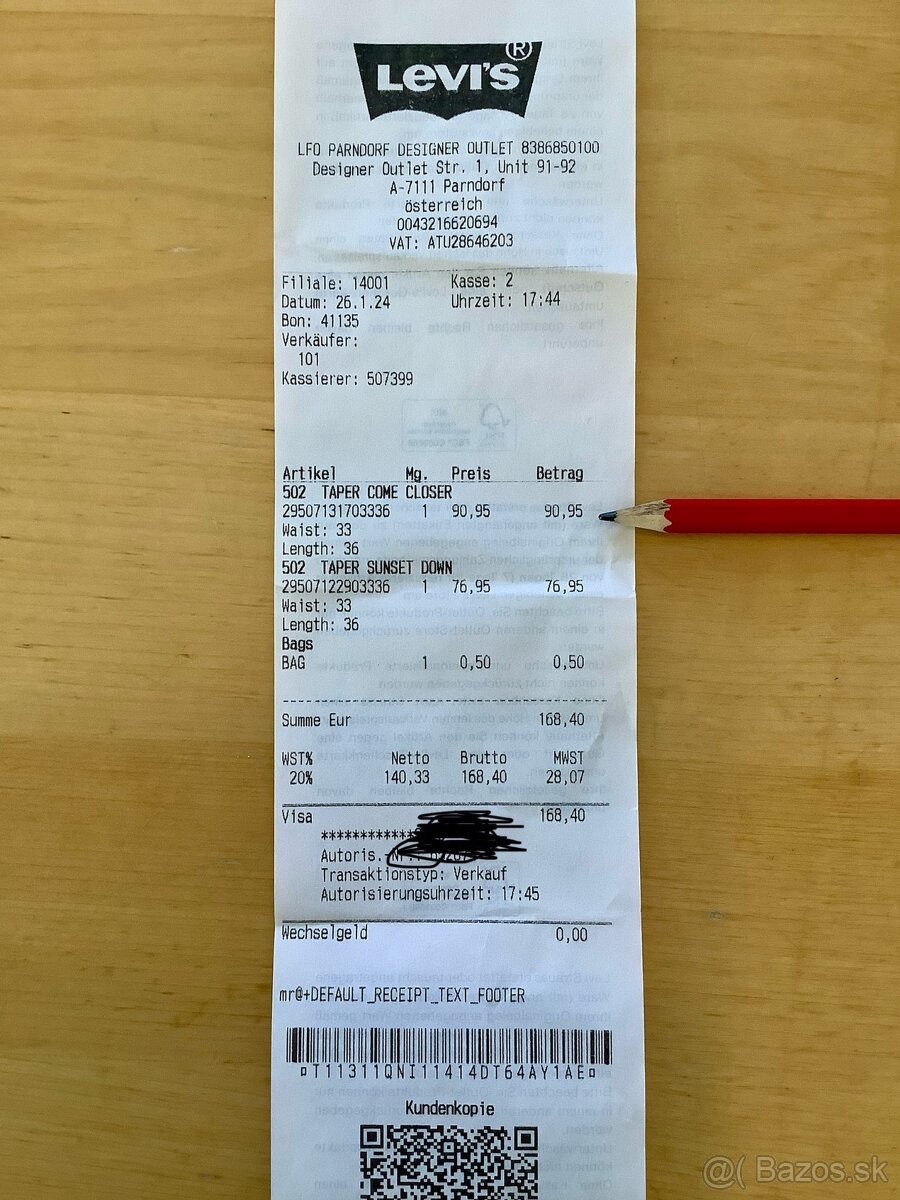 LEVI'S®
LFO PARNDORF DESIGNER OUTLET 8386850100
Designer Outlet Str. 1, Unit 91-92
A-7111 Parndorf
österreich
0043216620694
VAT: ATU28646203
Filiale: 14001 Kasse: 2
Datum: 26.1.24 Uhrzeit: 17:44
Bon: 41135
Verkäufer:
101
Kassierer: 507399
Artikel Mg. Preis Betrag
502 TAPER COME CLOSER
29507131703336 1 90,95 90,95
Waist: 33
Length: 36
502 TAPER SUNSET DOWN
29507122903336 1 76,95 76,95
Waist: 33
Length: 36
Bags
BAG 1 0,50 0,50
Summe Eur 168,40
WST% Netto Brutto MWST
20% 140,33 168,40 28,07
Visa 168,40
************
Autoris.-Nr.:
Transaktionstyp: Verkauf
Autorisierungsuhrzeit: 17:45
Wechselgeld 0,00
mr@+DEFAULT_RECEIPT_TEXT_FOOTER
¤T11311QNI11414DT64AY1AE¤
Kundenkopie
@( Bazos.sk